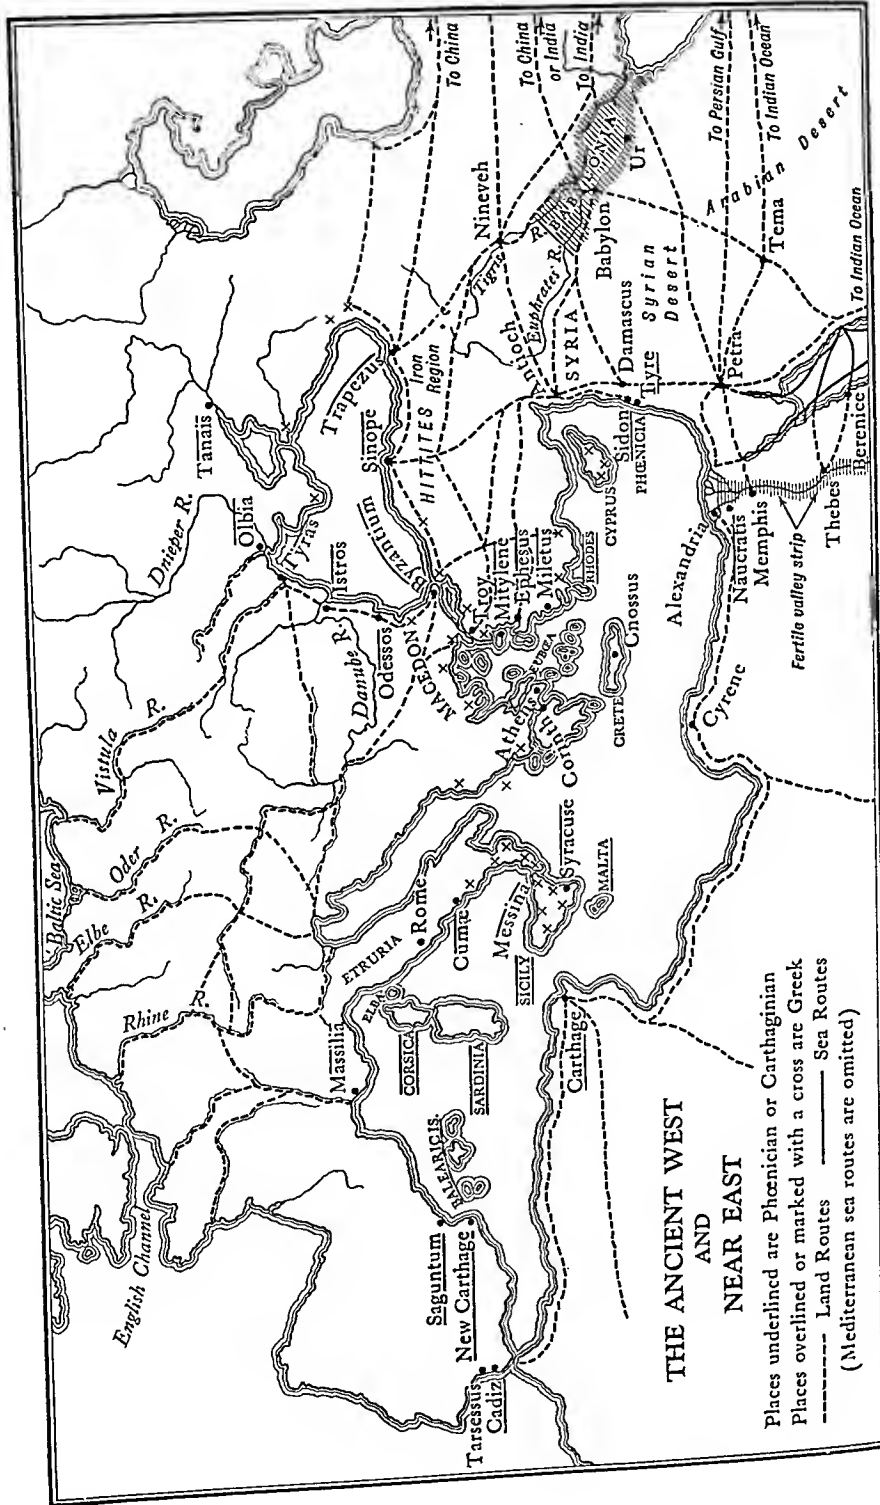 THE ANCIENT WEST
AND
NEAR EAST
Places underlined are Phœnician or Carthaginian
Places overlined or marked with a cross are Greek
Land Routes
Sea Routes
(Mediterranean sea routes are omitted)
English Channel
Baltic Sea
Elbe R.
Oder R.
Vistula R.
Rhine R.
Dnieper R.
Danube R.
Tanais
Olbia
Tyras
Istros
Odessos
Byzantium
Sinope
Trapezus
MACEDON
HITTITES
Iron
Region
To China
To China
or India
To India
Nineveh
Tigris R.
Euphrates R.
BABYLONIA
Babylon
Ur
Antioch
SYRIA
Damascus
Syrian
Desert
Tyre
Sidon
PHŒNICIA
CYPRUS
RHODES
Troy
Mitylene
Ephesus
Miletus
EUBŒA
Athens
Corinth
CRETE
Cnossus
Massilia
ETRURIA
Rome
Cumæ
ELBA
CORSICA
SARDINIA
Messina
SICILY
Syracuse
MALTA
BALEARIC IS.
Saguntum
New Carthage
Tarsessus
Cadiz
Carthage
Cyrene
Alexandria
Naucratis
Memphis
Fertile valley strip
Thebes
Berenice
Petra
Tema
Arabian Desert
To Persian Gulf
To Indian Ocean
To Indian Ocean